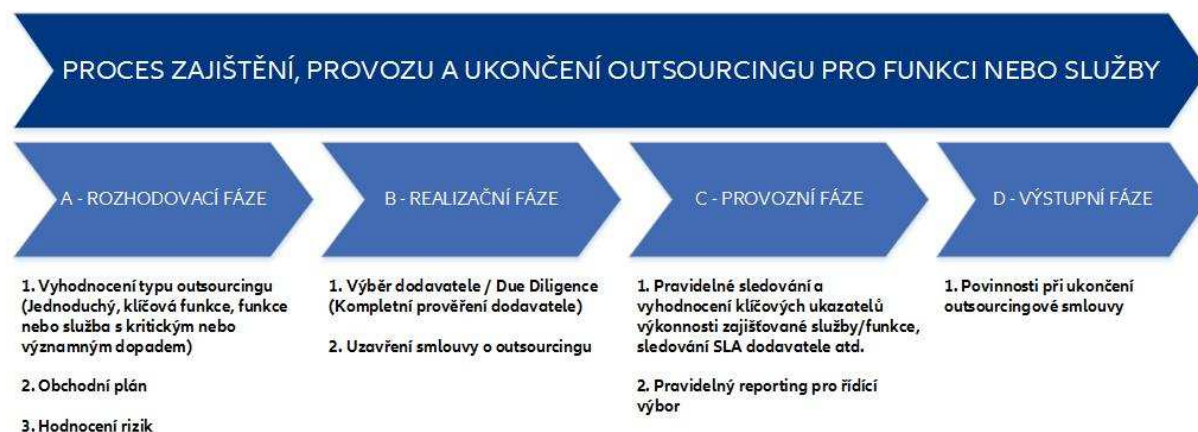 PROCES ZAJIŠTĚNÍ, PROVOZU A UKONČENÍ OUTSOURCINGU PRO FUNKCI NEBO SLUŽBY
A - ROZHODOVACÍ FÁZE
B - REALIZAČNÍ FÁZE
C - PROVOZNÍ FÁZE
D - VÝSTUPNÍ FÁZE
1. Vyhodnocení typu outsourcingu
(Jednoduchý, klíčová funkce, funkce
nebo služba s kritickým nebo
významným dopadem)
2. Obchodní plán
3. Hodnocení rizik
1. Výběr dodavatele / Due Diligence
(Kompletní prověření dodavatele)
2. Uzavření smlouvy o outsourcingu
1. Pravidelné sledování a
vyhodnocení klíčových ukazatelů
výkonnosti zajišťované služby/funkce,
sledování SLA dodavatele atd.
2. Pravidelný reporting pro řídící
výbor
1. Povinnosti při ukončení
outsourcingové smlouvy